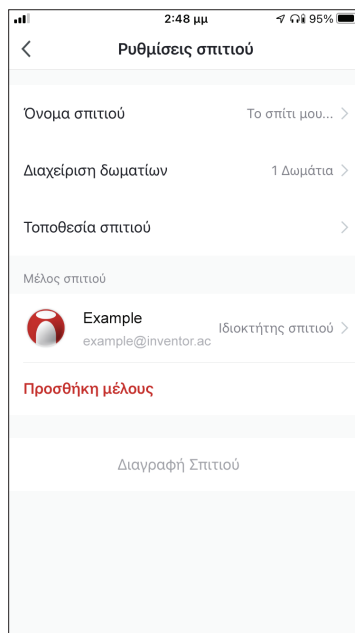 2:48 μμ
95%
Ρυθμίσεις σπιτιού
Όνομα σπιτιού
Το σπίτι μου...
Διαχείριση δωματίων
1 Δωμάτια
Τοποθεσία σπιτιού
Μέλος σπιτιού
Example
example@inventor.ac
Ιδιοκτήτης σπιτιού
Προσθήκη μέλους
Διαγραφή Σπιτιού